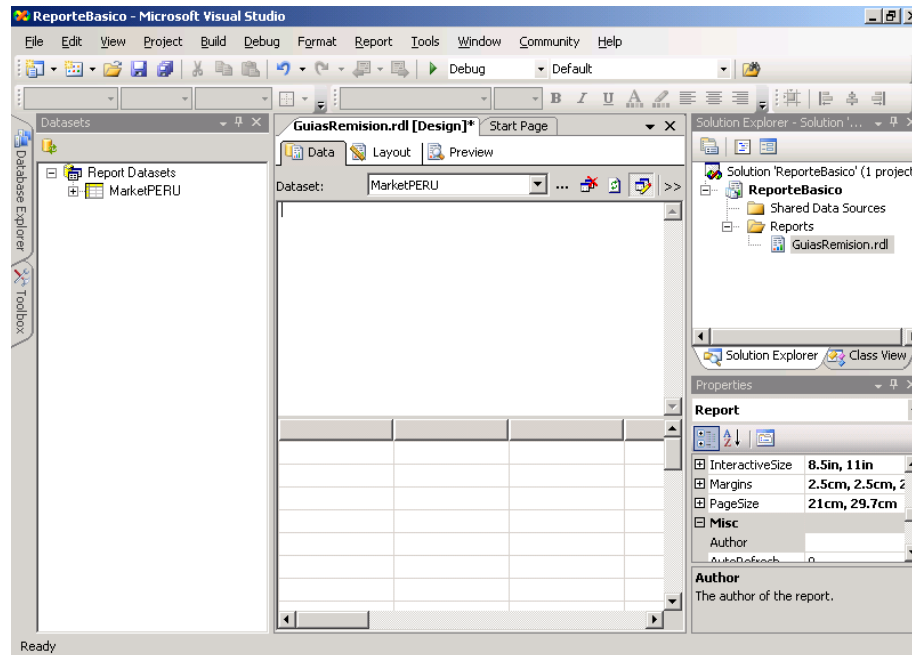 ReporteBasico - Microsoft Visual Studio
File Edit View Project Build Debug Format Report Tools Window Community Help
Debug Default
B I U A
Datasets
Report Datasets
MarketPERU
Database Explorer
Toolbox
GuiasRemision.rdl [Design]* Start Page
Data Layout Preview
Dataset: MarketPERU ... >>
Solution Explorer - Solution '...
Solution 'ReporteBasico' (1 project
ReporteBasico
Shared Data Sources
Reports
GuiasRemision.rdl
Solution Explorer Class View
Properties
Report
InteractiveSize 8.5in, 11in
Margins 2.5cm, 2.5cm, 2
PageSize 21cm, 29.7cm
Misc
Author
AutoRefresh 0
Author
The author of the report.
Ready